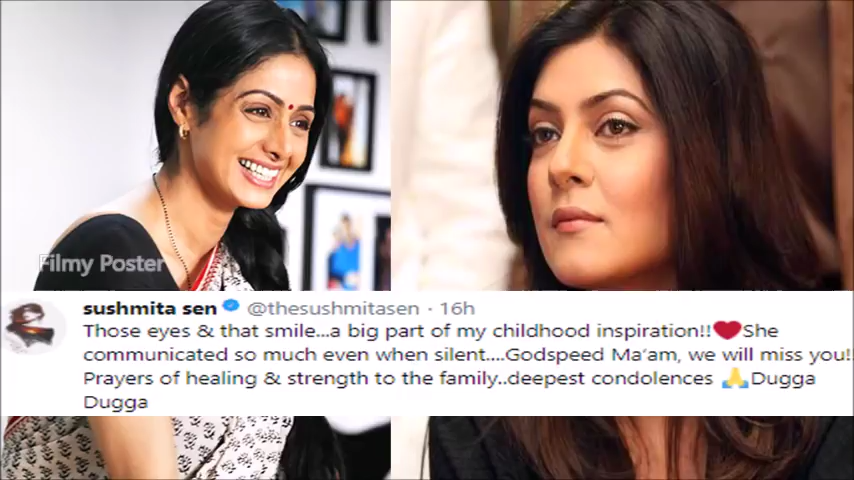 Filmy Poster
sushmita sen @thesushmitasen · 16h
Those eyes & that smile...a big part of my childhood inspiration!!❤️She
communicated so much even when silent....Godspeed Ma'am, we will miss you!
Prayers of healing & strength to the family..deepest condolences 🙏Dugga
Dugga